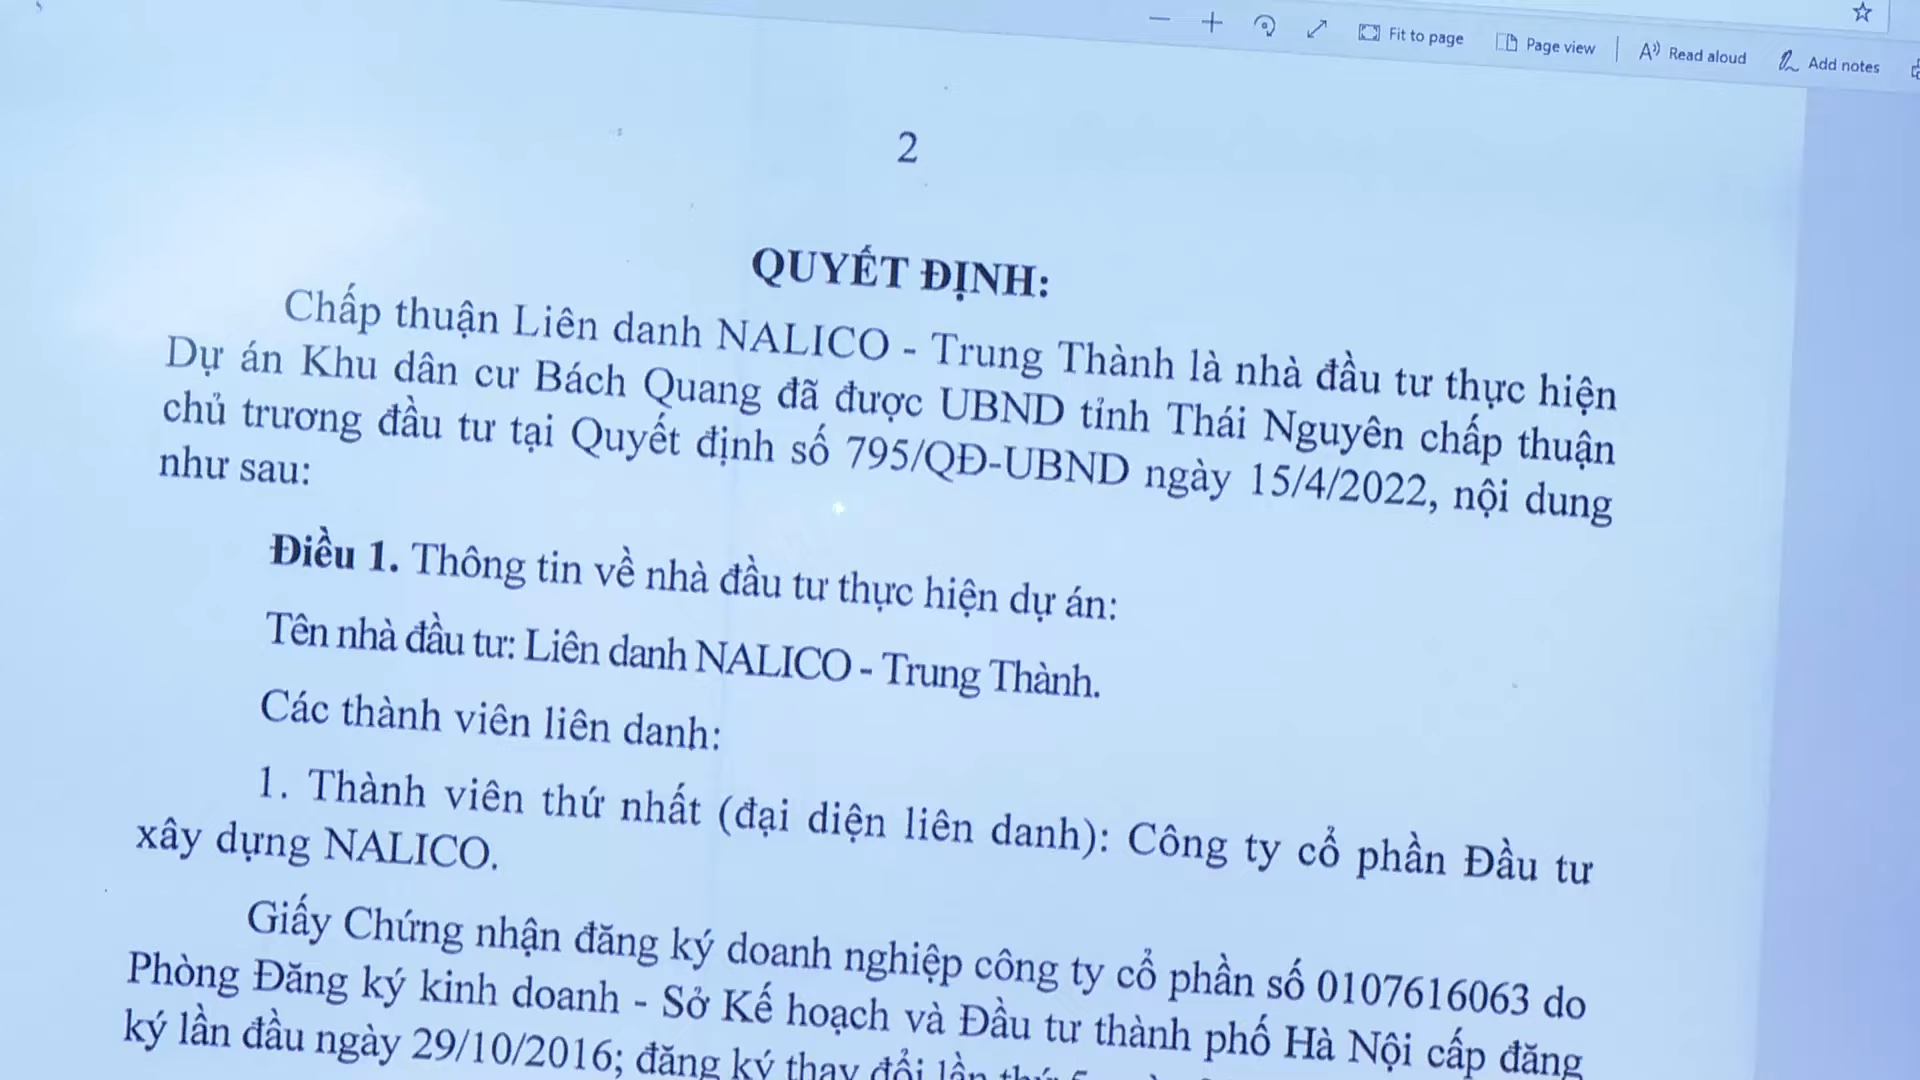 Fit to page
Page view
Read aloud
Add notes
2
QUYẾT ĐỊNH:
Chấp thuận Liên danh NALICO - Trung Thành là nhà đầu tư thực hiện
Dự án Khu dân cư Bách Quang đã được UBND tỉnh Thái Nguyên chấp thuận
chủ trương đầu tư tại Quyết định số 795/QĐ-UBND ngày 15/4/2022, nội dung
như sau:
Điều 1. Thông tin về nhà đầu tư thực hiện dự án:
Tên nhà đầu tư: Liên danh NALICO - Trung Thành.
Các thành viên liên danh:
1. Thành viên thứ nhất (đại diện liên danh): Công ty cổ phần Đầu tư
xây dựng NALICO.
Giấy Chứng nhận đăng ký doanh nghiệp công ty cổ phần số 0107616063 do
Phòng Đăng ký kinh doanh - Sở Kế hoạch và Đầu tư thành phố Hà Nội cấp đăng
ký lần đầu ngày 29/10/2016; đăng ký thay đổi lần thứ